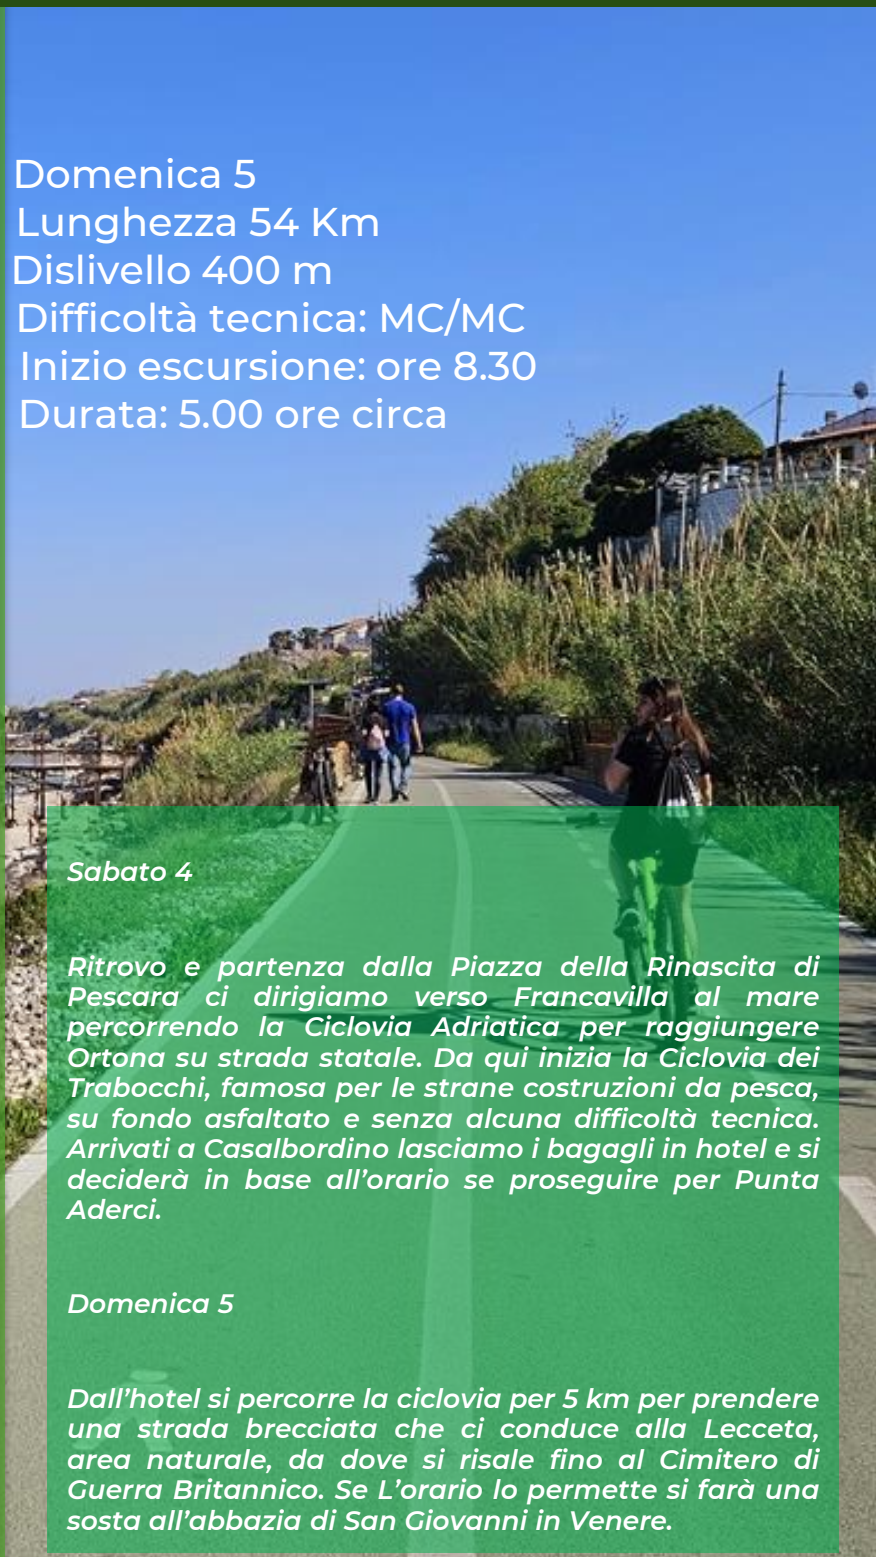 Domenica 5
Lunghezza 54 Km
Dislivello 400 m
Difficoltà tecnica: MC/MC
Inizio escursione: ore 8.30
Durata: 5.00 ore circa
Sabato 4
Ritrovo e partenza dalla Piazza della Rinascita di
Pescara ci dirigiamo verso Francavilla al mare
percorrendo la Ciclovia Adriatica per raggiungere
Ortona su strada statale. Da qui inizia la Ciclovia dei
Trabocchi, famosa per le strane costruzioni da pesca,
su fondo asfaltato e senza alcuna difficoltà tecnica.
Arrivati a Casalbordino lasciamo i bagagli in hotel e si
deciderà in base all’orario se proseguire per Punta
Aderci.
Domenica 5
Dall’hotel si percorre la ciclovia per 5 km per prendere
una strada brecciata che ci conduce alla Lecceta,
area naturale, da dove si risale fino al Cimitero di
Guerra Britannico. Se L’orario lo permette si farà una
sosta all’abbazia di San Giovanni in Venere.